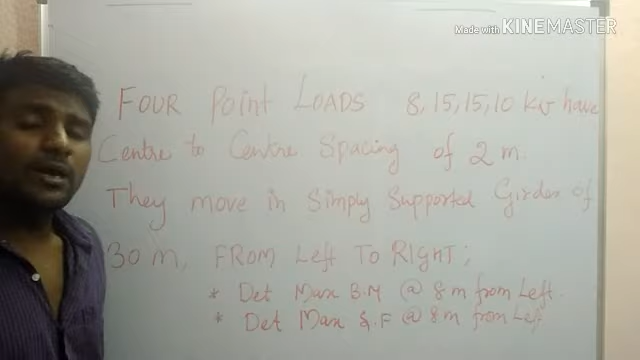 Made with KINEMASTER
FOUR Point LOADS 8, 15, 15, 10 kN have
Centre to Centre Spacing of 2 m.
They move in Simply Supported Girder of
30 m, FROM Left To RIGHT;
* Det Max B.M @ 8 m from Left.
* Det Max S.F @ 8 m from Left